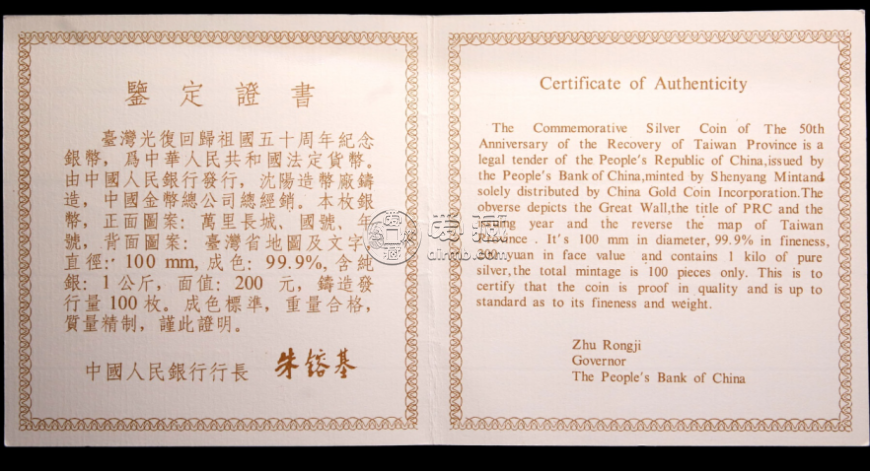 鑒定證書
臺灣光復回歸祖國五十周年紀念
銀幣，爲中華人民共和國法定貨幣。
由中國人民銀行發行，沈陽造幣廠鑄
造，中國金幣總公司總經銷。本枚銀
幣，正面圖案：萬里長城、國號、年
號，背面圖案：臺灣省地圖及文字，
直徑：100 mm, 成色：99.9%, 含純
銀：1公斤，面值：200 元，鑄造發
行量100枚。成色標準，重量合格，
質量精制，謹此證明。
中國人民銀行行長 朱鎔基
Certificate of Authenticity
The Commemorative Silver Coin of The 50th
Anniversary of the Recovery of Taiwan Province is a
legal tender of the People's Republic of China,issued by
the People's Bank of China,minted by Shenyang Mintand
solely distributed by China Gold Coin Incorporation.The
obverse depicts the Great Wall,the title of PRC and the
year and the reverse the map of Taiwan
Province . It's 100 mm in diameter, 99.9% in fineness,
200 yuan in face value and contains 1 kilo of pure
silver,the total mintage is 100 pieces only. This is to
certify that the coin is proof in quality and is up to
standard as to its fineness and weight.
Zhu Rongji
Governor
The People's Bank of China
dirmb.com